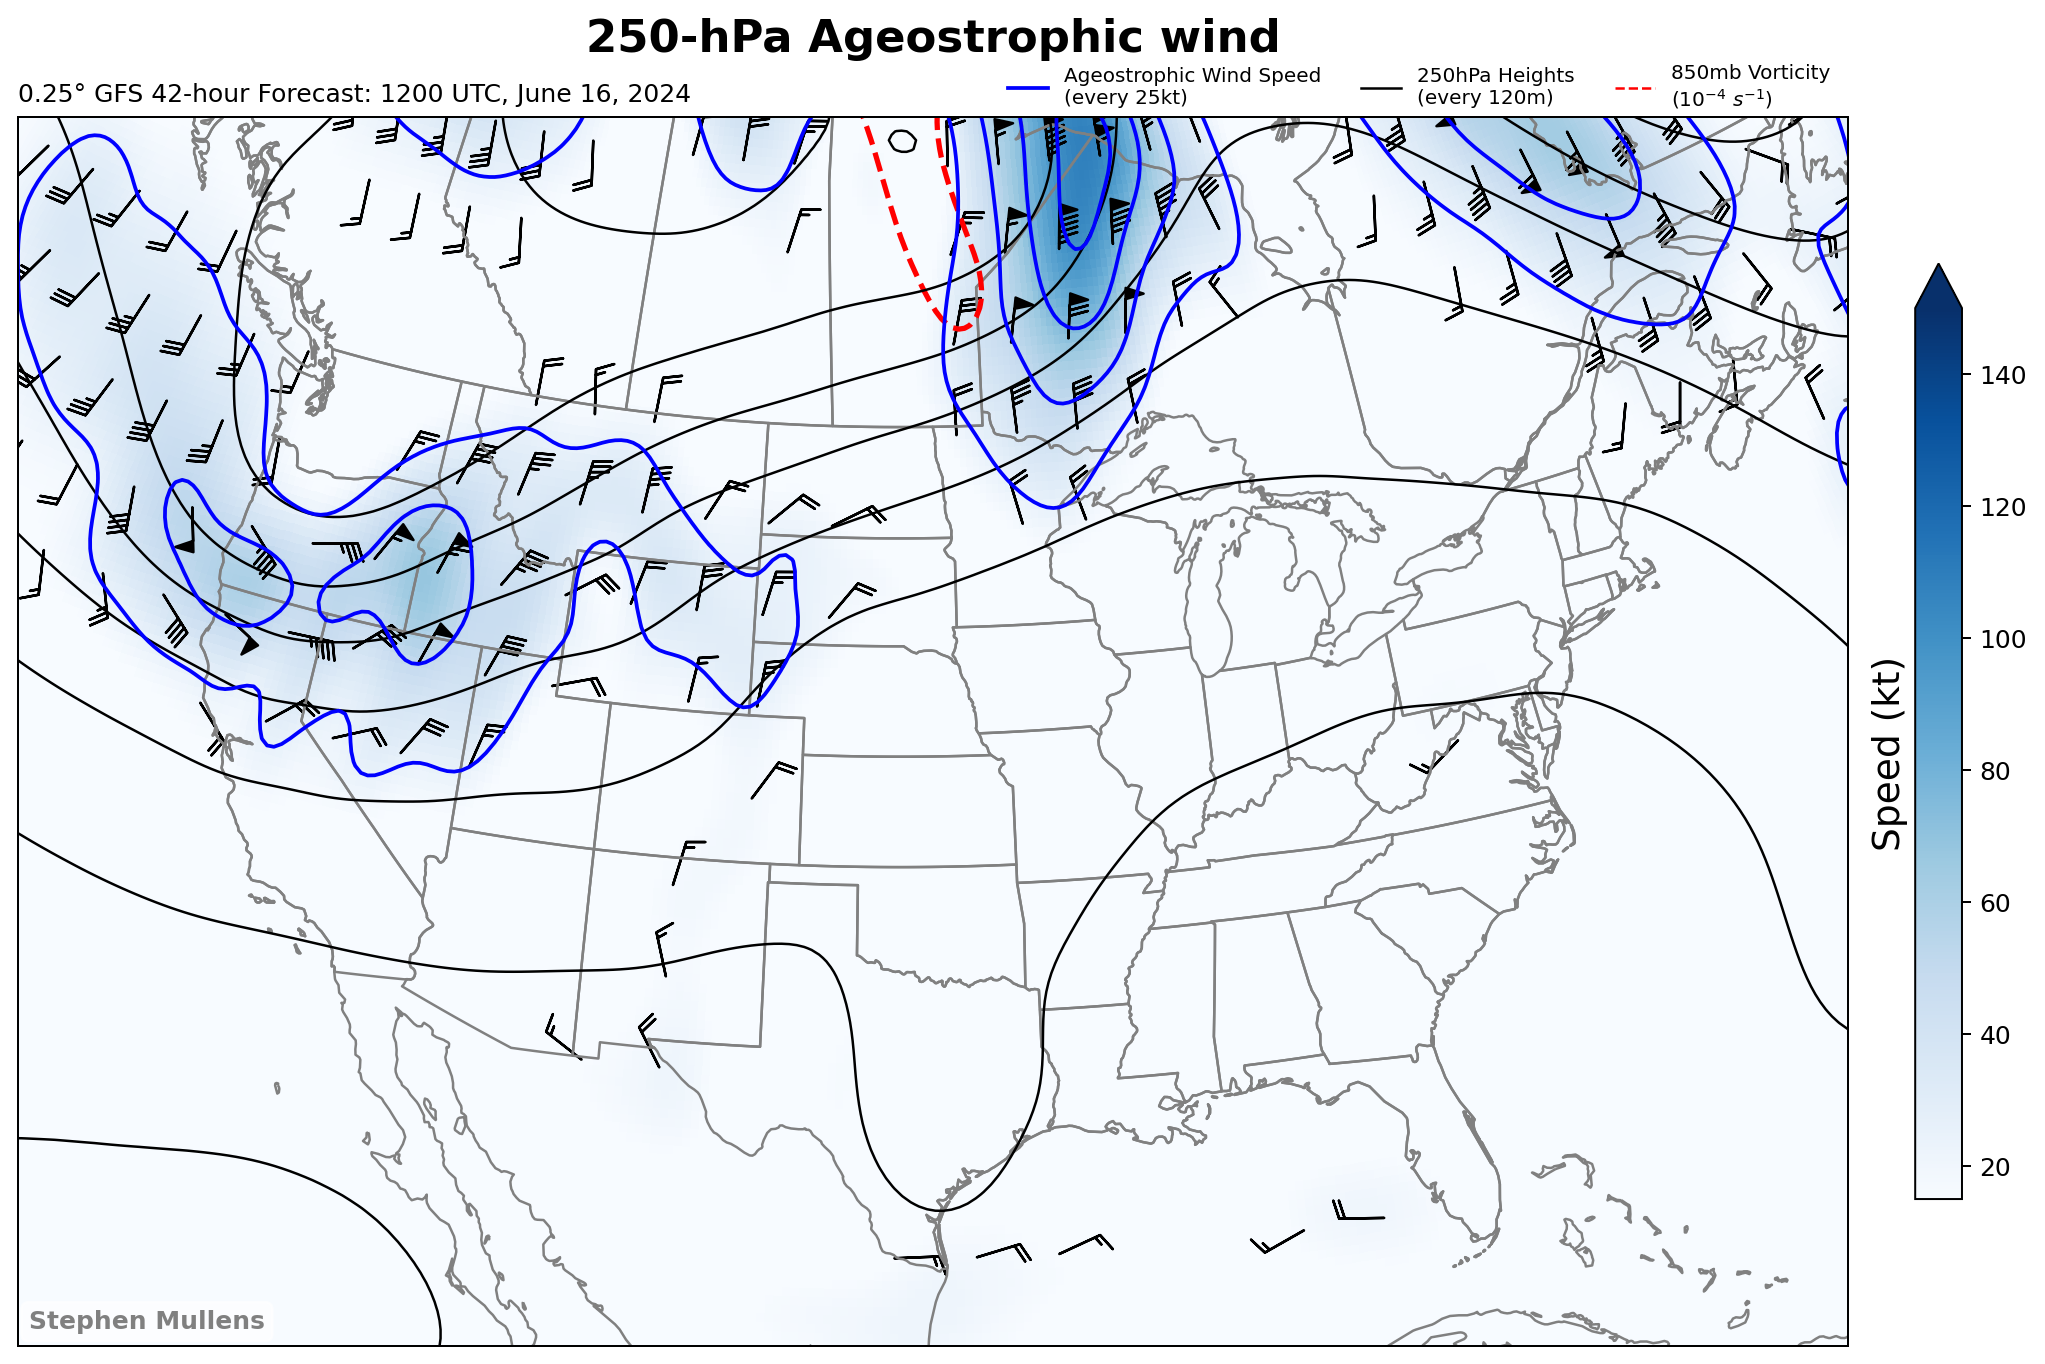 250-hPa Ageostrophic wind
0.25° GFS 42-hour Forecast: 1200 UTC, June 16, 2024
Ageostrophic Wind Speed
(every 25kt)
250hPa Heights
(every 120m)
850mb Vorticity
(10⁻⁴ s⁻¹)
140
120
100
80
60
40
20
Speed (kt)
Stephen Mullens